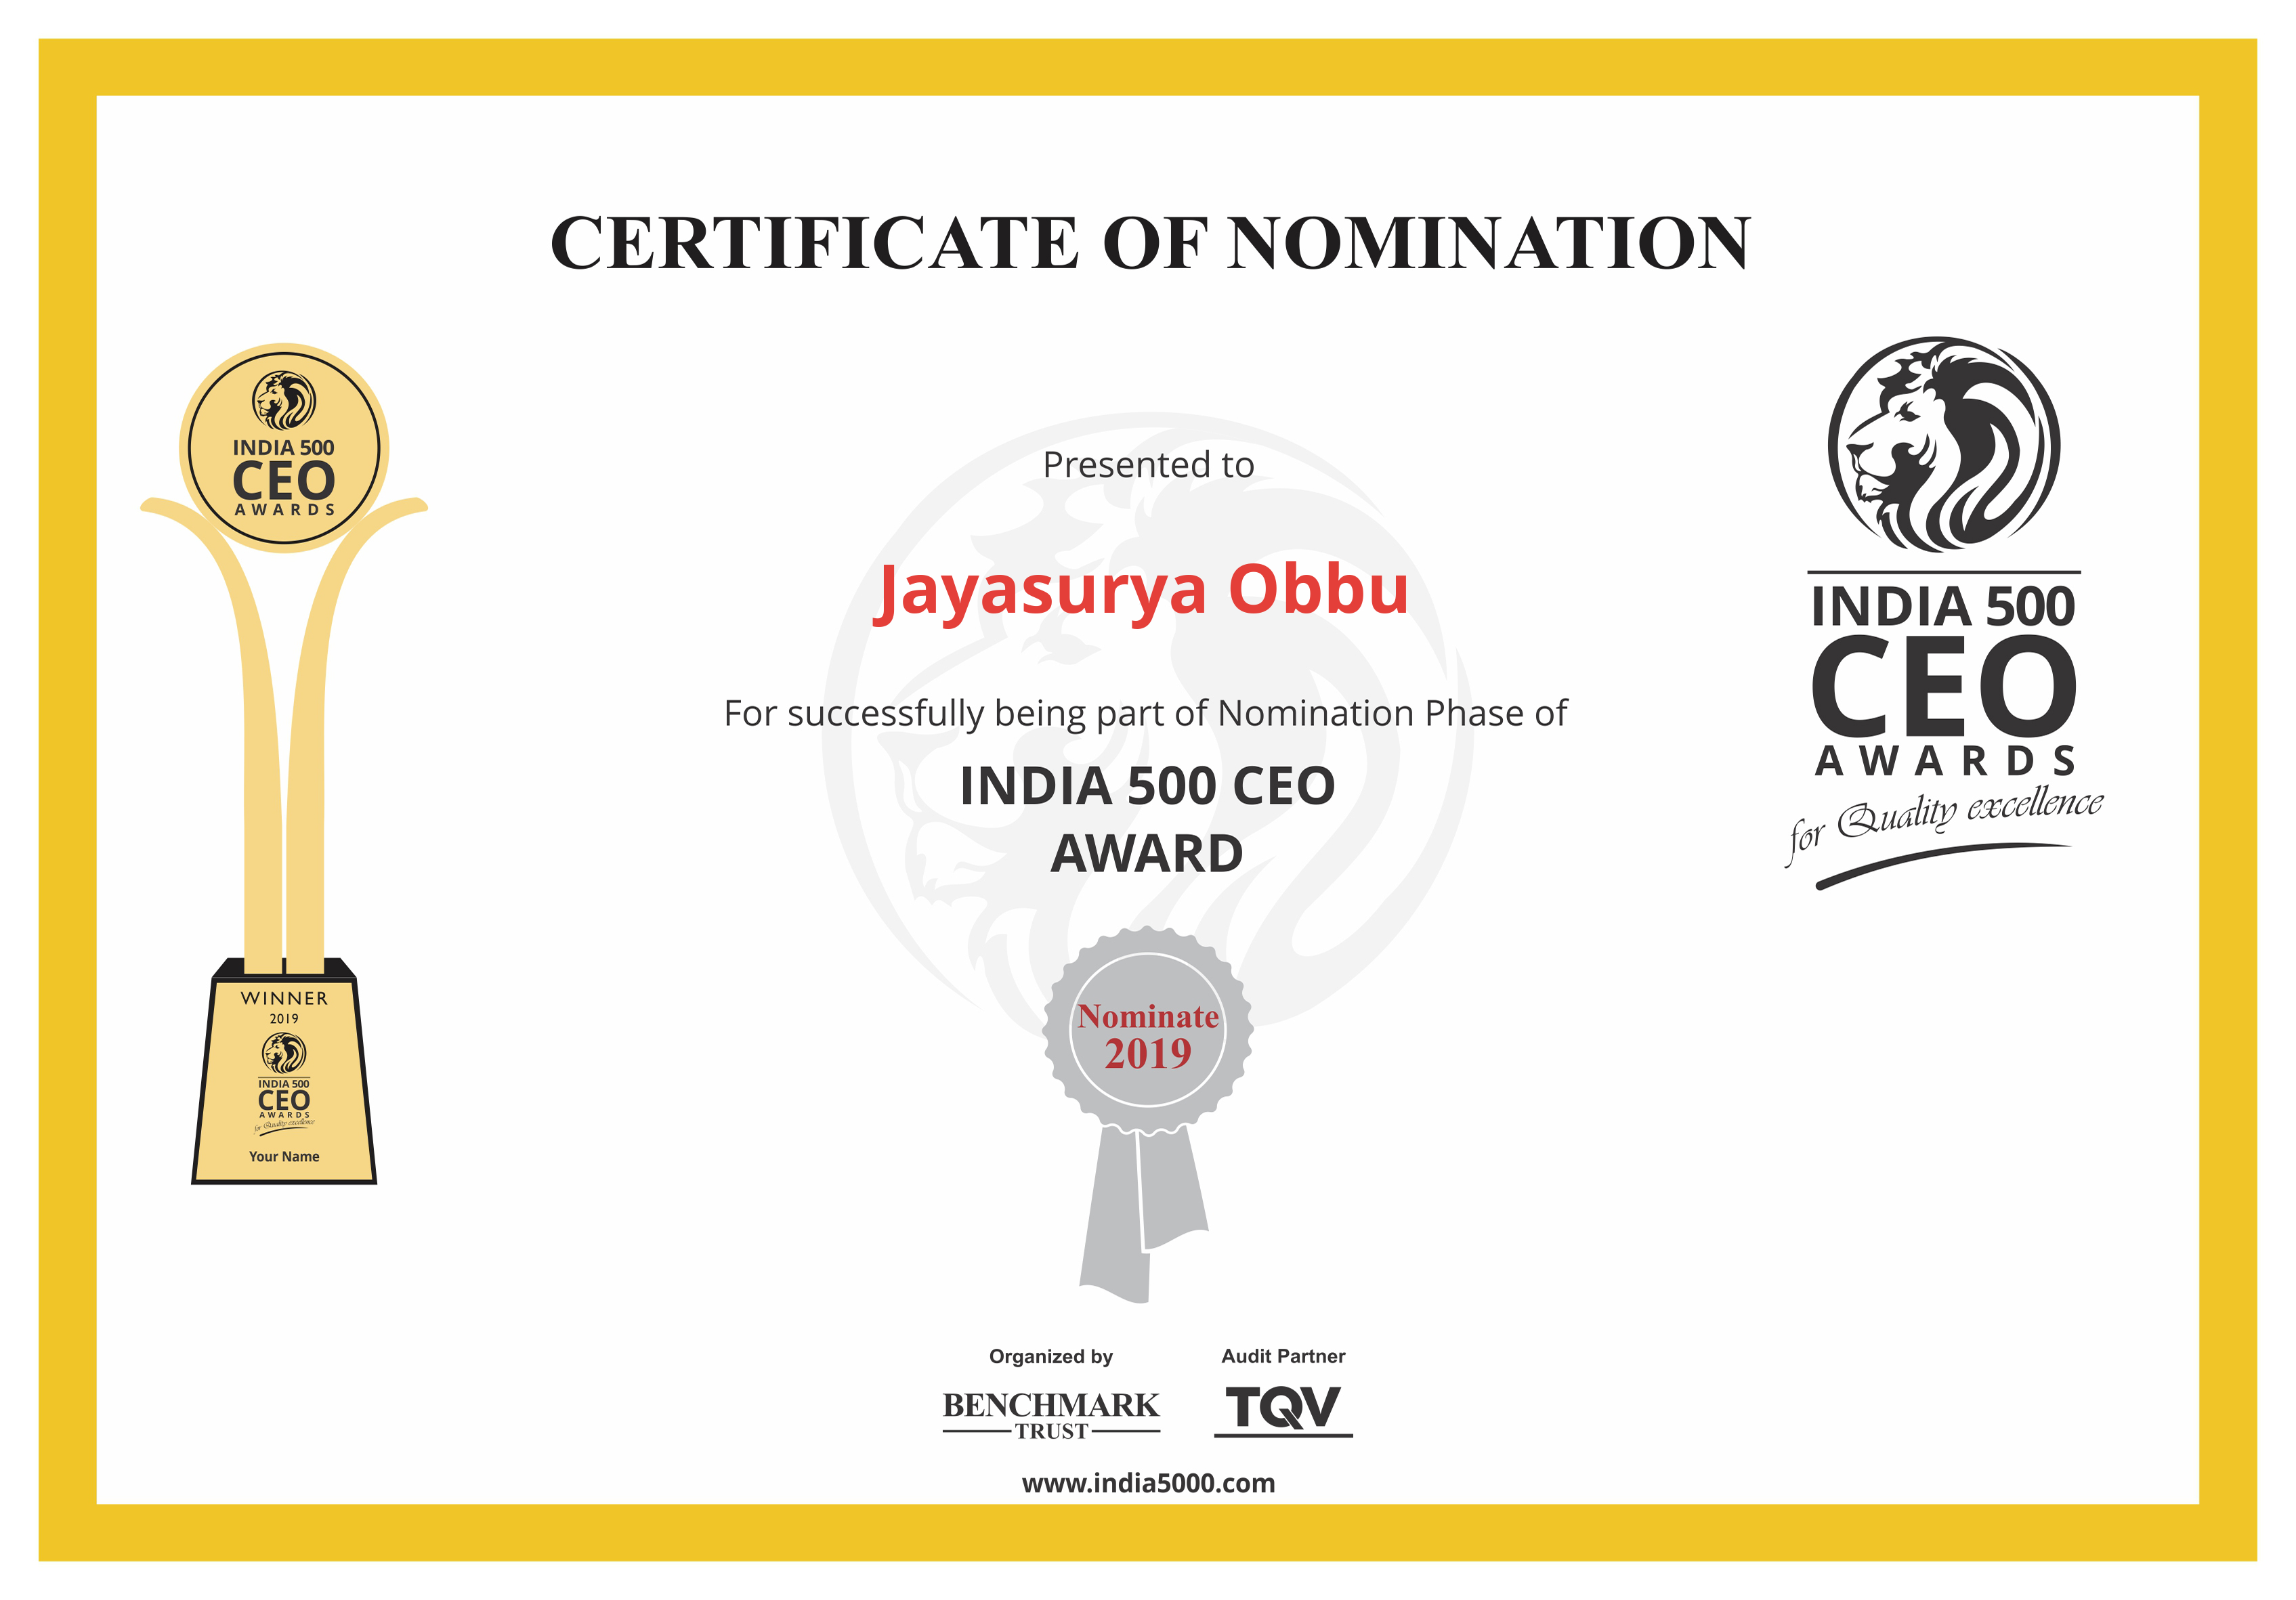 CERTIFICATE OF NOMINATION
INDIA 500
CEO
AWARDS
WINNER
2019
INDIA 500
CEO
AWARDS
for Quality excellence
Your Name
Presented to
Jayasurya Obbu
For successfully being part of Nomination Phase of
INDIA 500 CEO
AWARD
Nominate
2019
INDIA 500
CEO
AWARDS
for Quality excellence
Organized by
BENCHMARK
TRUST
Audit Partner
TQV
www.india5000.com